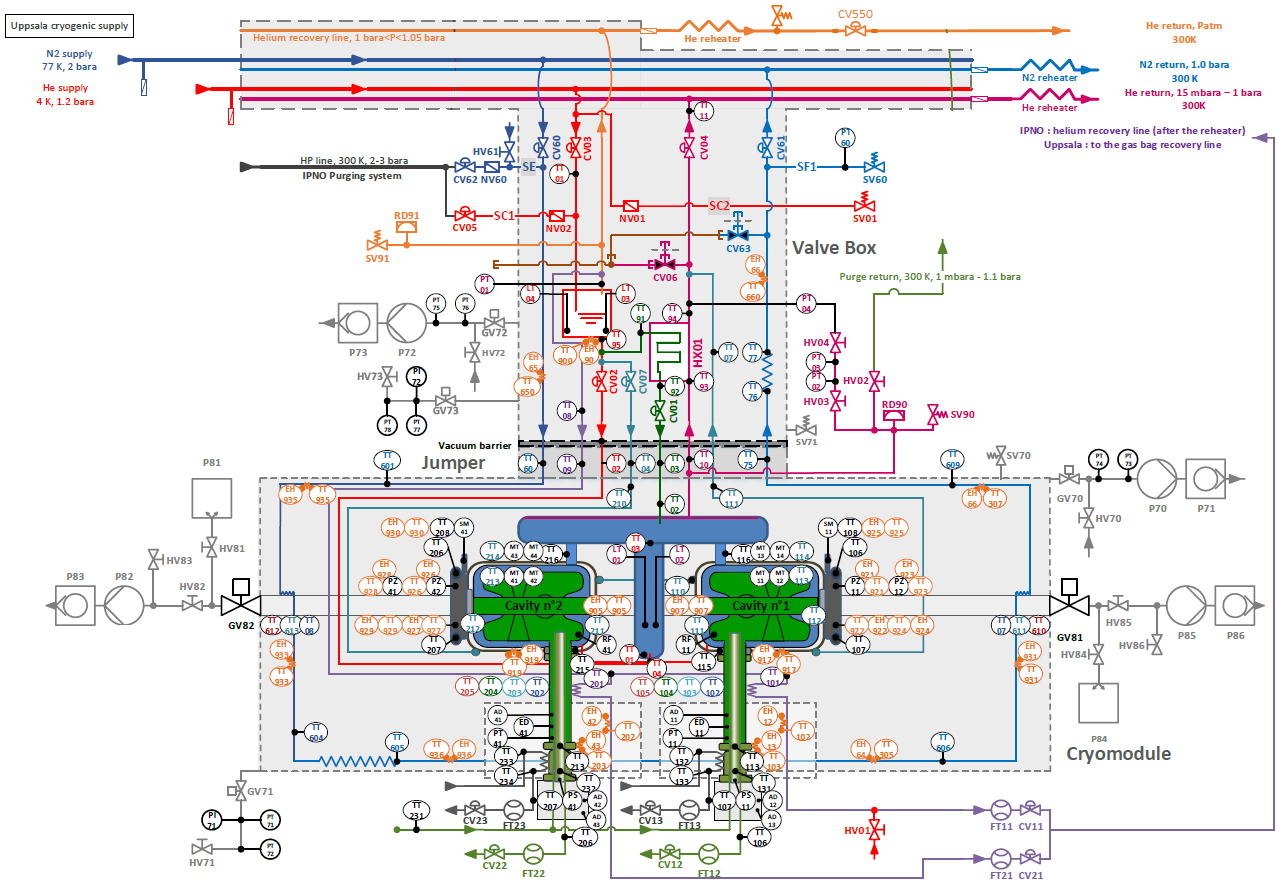 Uppsala cryogenic supply
CV550
Helium recovery line, 1 bara<P<1.05 bara
He reheater
He return, Patm
300K
N2 supply
77 K, 2 bara
N2 reheater
N2 return, 1.0 bara
300 K
He supply
4 K, 1.2 bara
He reheater
He return, 15 mbara – 1 bara
300K
TT
11
IPNO : helium recovery line (after the reheater)
Uppsala : to the gas bag recovery line
HV61
CV60
CV03
CV04
CV61
PT
60
HP line, 300 K, 2-3 bara
IPNO Purging system
CV62
NV60
SE
TT
01
SF1
SV60
CV05
SC1
NV02
NV01
SC2
SV01
RD91
SV91
CV63
Valve Box
CV06
EH
66
TT
660
Purge return, 300 K, 1 mbara - 1.1 bara
PT
01
LT
04
LT
03
PT
75
PT
76
TT
91
TT
94
PT
04
P73
P72
GV72
HV72
TT
95
TT
900
EH
90
HX01
TT
07
TT
77
HV04
PT
03
PT
02
HV73
PT
72
EH
65
TT
650
CV02
CV07
TT
92
TT
93
TT
76
HV02
HV03
GV73
PT
78
PT
77
TT
08
CV01
RD90
SV90
SV71
Vacuum barrier
Jumper
TT
601
TT
60
TT
09
TT
02
TT
04
TT
03
TT
10
TT
75
TT
609
SV70
PT
74
PT
73
P81
EH
935
TT
935
TT
210
TT
02
TT
111
EH
66
TT
307
GV70
P70
P71
HV70
EH
930
TT
930
TT
208
SM
41
TT
206
TT
214
MT
43
MT
44
TT
216
LT
01
TT
03
LT
02
TT
116
MT
13
MT
14
TT
114
SM
11
TT
108
EH
925
TT
925
TT
106
HV83
HV81
TT
213
MT
41
MT
42
MT
11
MT
12
TT
113
TT
928
PZ
41
TT
926
PZ
42
TT
110
PZ
11
TT
921
PZ
12
TT
923
P83
P82
HV82
GV82
Cavity n°2
EH
905
TT
905
EH
907
TT
907
Cavity n°1
TT
112
GV81
HV85
P85
P86
TT
612
TT
613
TT
08
EH
929
TT
929
TT
927
EH
927
TT
212
TT
211
TT
111
TT
922
EH
922
TT
924
EH
924
TT
07
TT
611
TT
610
TT
207
RF
41
RF
11
TT
107
HV84
HV86
EH
933
TT
933
TT
919
EH
919
TT
215
TT
01
TT
04
TT
115
EH
917
TT
917
EH
931
TT
931
TT
205
TT
204
TT
203
TT
202
TT
201
TT
105
TT
104
TT
103
TT
102
TT
101
AD
41
ED
41
PT
41
EH
42
TT
202
EH
43
AD
11
ED
11
PT
11
EH
12
TT
102
EH
13
P84
TT
604
TT
605
TT
936
EH
936
TT
233
TT
234
TT
213
TT
203
TT
132
TT
133
TT
113
TT
103
EH
64
TT
305
TT
606
Cryomodule
GV71
TT
232
TT
207
PS
41
AD
42
AD
43
TT
131
TT
107
PS
11
AD
12
AD
13
PT
71
PT
71
PT
72
HV71
TT
231
CV23
FT23
TT
206
CV13
FT13
TT
106
HV01
FT11
CV11
CV22
FT22
CV12
FT12
FT21
CV21